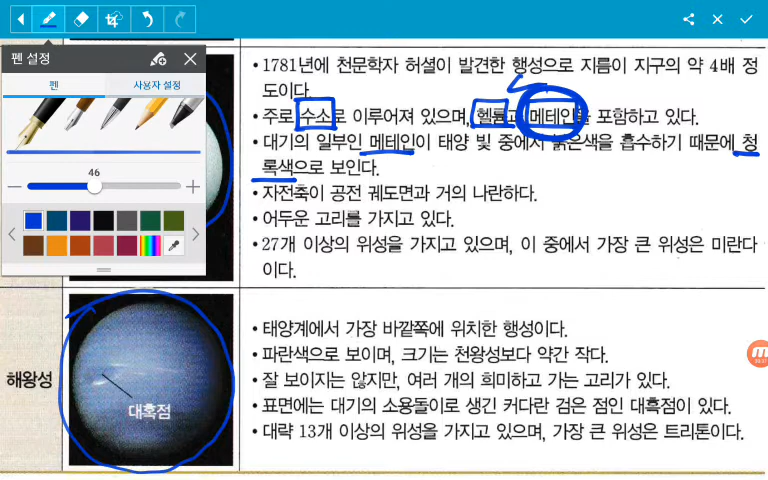 펜 설정
펜
사용자 설정
46
• 1781년에 천문학자 허셜이 발견한 행성으로 지름이 지구의 약 4배 정
도이다.
• 주로 수소로 이루어져 있으며, 헬륨과 메테인을 포함하고 있다.
• 대기의 일부인 메테인이 태양 빛 중에서 붉은색을 흡수하기 때문에 청
록색으로 보인다.
• 자전축이 공전 궤도면과 거의 나란하다.
• 어두운 고리를 가지고 있다.
• 27개 이상의 위성을 가지고 있으며, 이 중에서 가장 큰 위성은 미란다
이다.
해왕성
대흑점
• 태양계에서 가장 바깥쪽에 위치한 행성이다.
• 파란색으로 보이며, 크기는 천왕성보다 약간 작다.
• 잘 보이지는 않지만, 여러 개의 희미하고 가는 고리가 있다.
• 표면에는 대기의 소용돌이로 생긴 커다란 검은 점인 대흑점이 있다.
• 대략 13개 이상의 위성을 가지고 있으며, 가장 큰 위성은 트리톤이다.